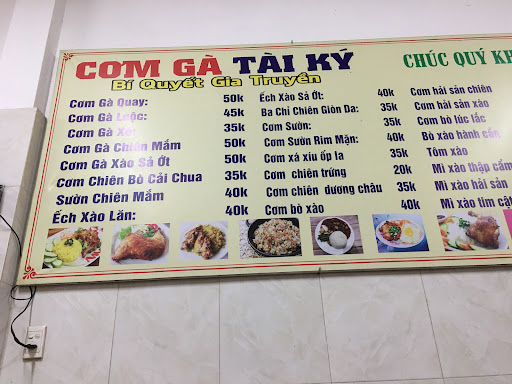 CƠM GÀ TÀI KÝ
Bí Quyết Gia Truyền
CHÚC QUÝ KH
Cơm Gà Quay: 50k
Cơm Gà Luộc: 45k
Cơm Gà Xé: 35k
Cơm Gà Chiên Mắm 50k
Cơm Gà Xào Sả Ớt 50k
Cơm Chiên Bò Cải Chua 35k
Sườn Chiên Mắm 40k
Ếch Xào Lăn: 40k
Ếch Xào Sả Ớt: 40k
Ba Chỉ Chiên Giòn Da: 35k
Cơm Sườn: 35k
Cơm Sườn Rim Mặn: 40k
Cơm xá xíu ốp la 35k
Cơm chiên trứng 20k
Cơm chiên dương châu 35k
Cơm bò xào 40k
Cơm hải sản chiên
Cơm hải sản xào
Cơm bò lúc lắc
Bò xào hành cần
Tôm xào
Mì xào thập cẩm
Mì xào hải sản
Mì xào tim cật